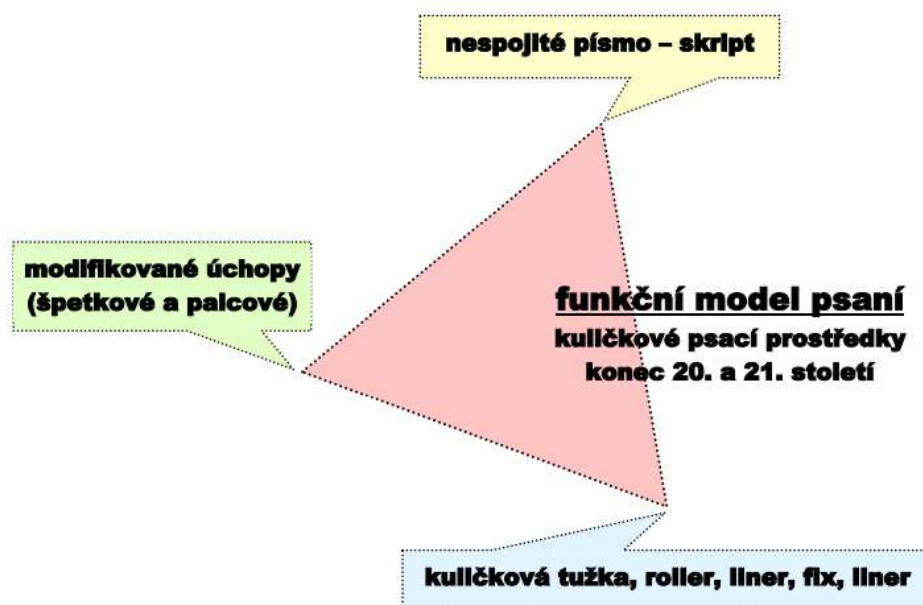 nespojité písmo – skript
modifikované úchopy
(špetkové a palcové)
funkční model psaní
kuličkové psací prostředky
konec 20. a 21. století
kuličková tužka, roller, liner, fix, liner